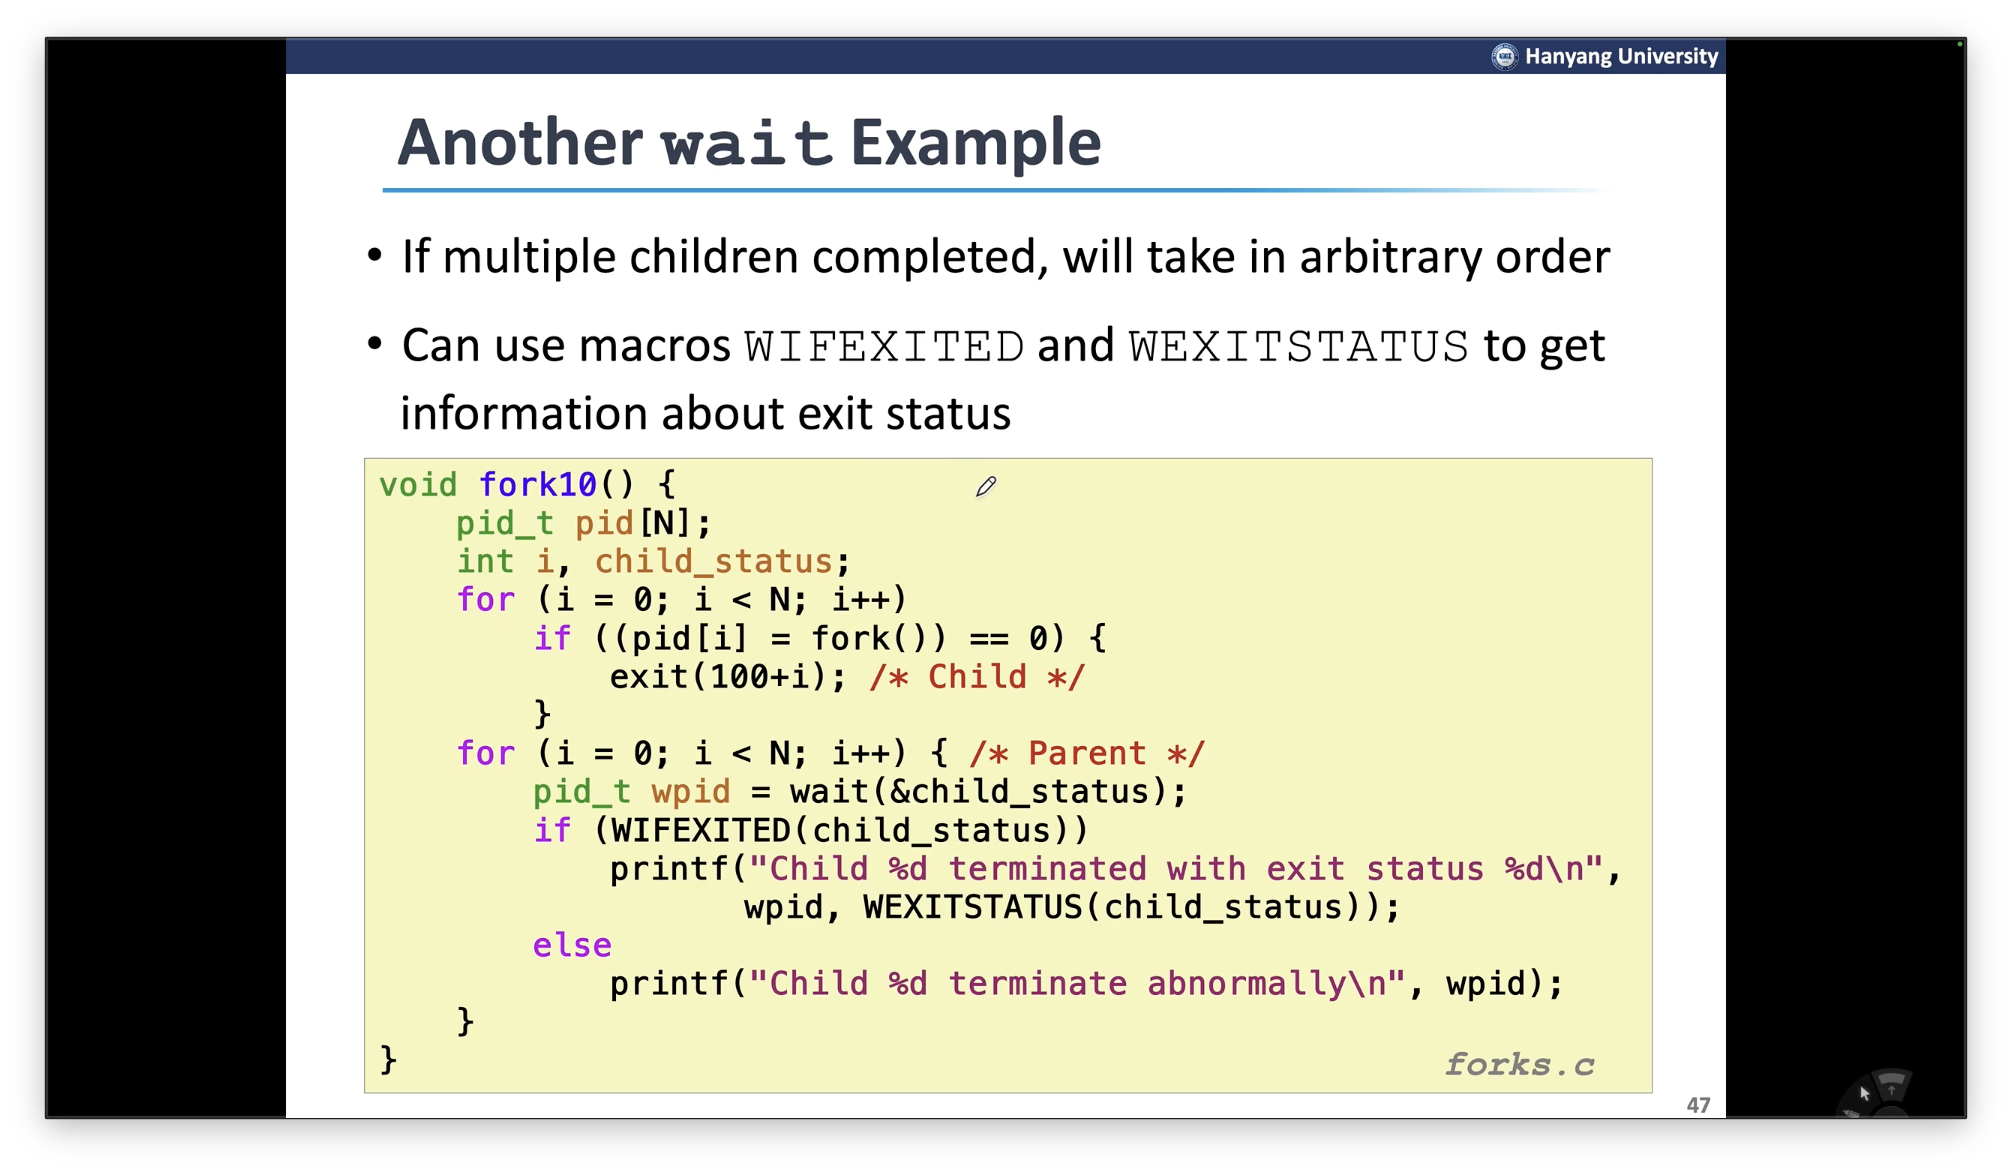 Hanyang University
Another wait Example
• If multiple children completed, will take in arbitrary order
• Can use macros WIFEXITED and WEXITSTATUS to get
information about exit status
void fork10() {
    pid_t pid[N];
    int i, child_status;
    for (i = 0; i < N; i++)
        if ((pid[i] = fork()) == 0) {
            exit(100+i); /* Child */
        }
    for (i = 0; i < N; i++) { /* Parent */
        pid_t wpid = wait(&child_status);
        if (WIFEXITED(child_status))
            printf("Child %d terminated with exit status %d\n",
                   wpid, WEXITSTATUS(child_status));
        else
            printf("Child %d terminate abnormally\n", wpid);
    }
}
forks.c
47